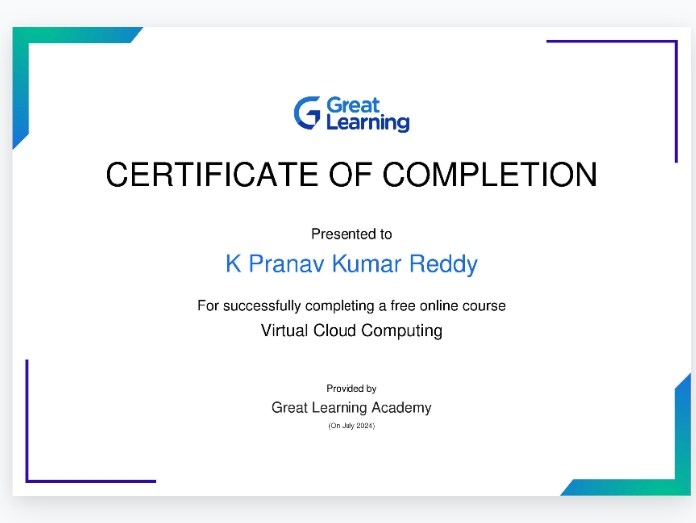 Great
Learning
CERTIFICATE OF COMPLETION
Presented to
K Pranav Kumar Reddy
For successfully completing a free online course
Virtual Cloud Computing
Provided by
Great Learning Academy
(On July 2024)